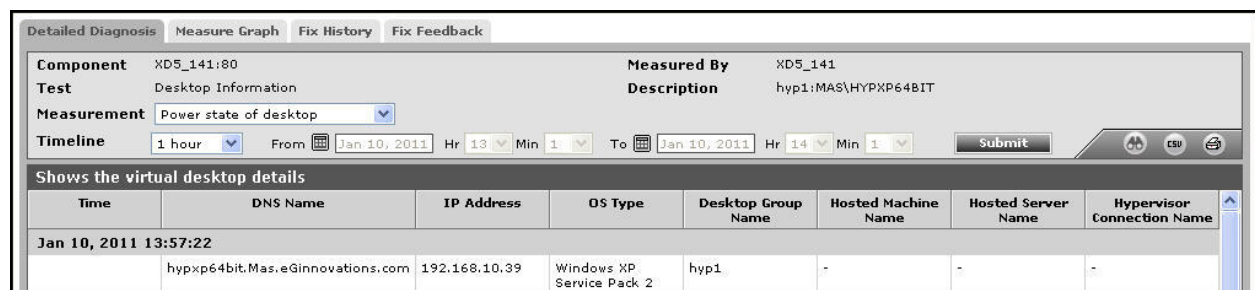 Detailed Diagnosis Measure Graph Fix History Fix Feedback
Component XD5_141:80 Measured By XD5_141
Test Desktop Information Description hyp1:MAS\HYPXP64BIT
Measurement Power state of desktop
Timeline 1 hour From Jan 10, 2011 Hr 13 Min 1 To Jan 10, 2011 Hr 14 Min 1 Submit CSV
Shows the virtual desktop details
Time DNS Name IP Address OS Type Desktop Group Name Hosted Machine Name Hosted Server Name Hypervisor Connection Name
Jan 10, 2011 13:57:22
hypxp64bit.Mas.eGinnovations.com 192.168.10.39 Windows XP Service Pack 2 hyp1 - - -